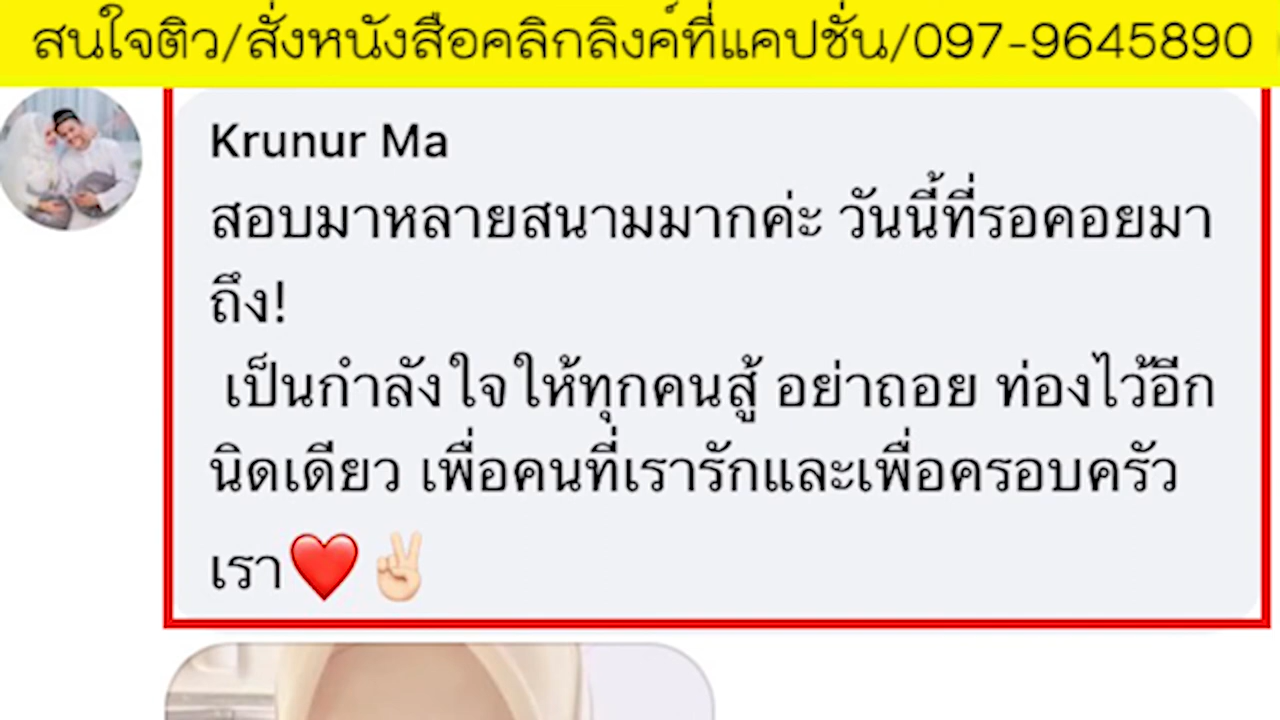 สนใจติว/สั่งหนังสือคลิกลิงค์ที่แคปชั่น/097-9645890
Krunur Ma
สอบมาหลายสนามมากค่ะ วันนี้ที่รอคอยมา
ถึง!
เป็นกำลังใจให้ทุกคนสู้ อย่าถอย ท่องไว้อีก
นิดเดียว เพื่อคนที่เรารักและเพื่อครอบครัว
เรา❤️✌🏻